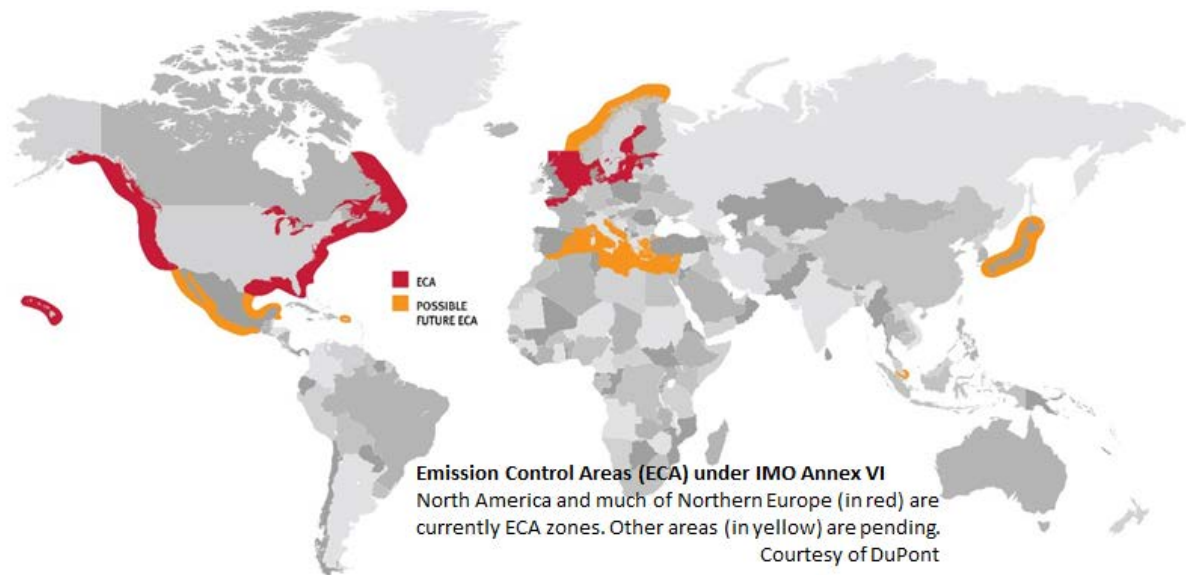 ECA
POSSIBLE
FUTURE ECA
Emission Control Areas (ECA) under IMO Annex VI
North America and much of Northern Europe (in red) are
currently ECA zones. Other areas (in yellow) are pending.
Courtesy of DuPont